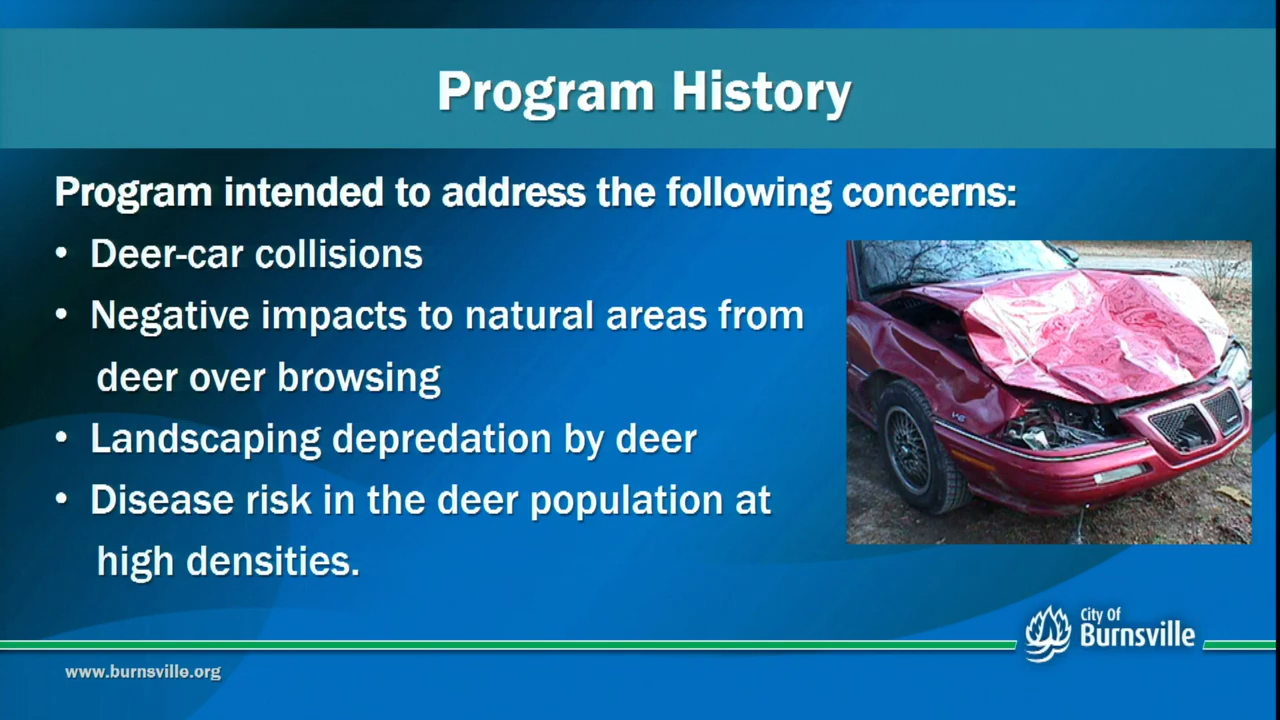 Program History
Program intended to address the following concerns:
• Deer-car collisions
• Negative impacts to natural areas from
deer over browsing
• Landscaping depredation by deer
• Disease risk in the deer population at
high densities.
V6
City Of
Burnsville
www.burnsville.org